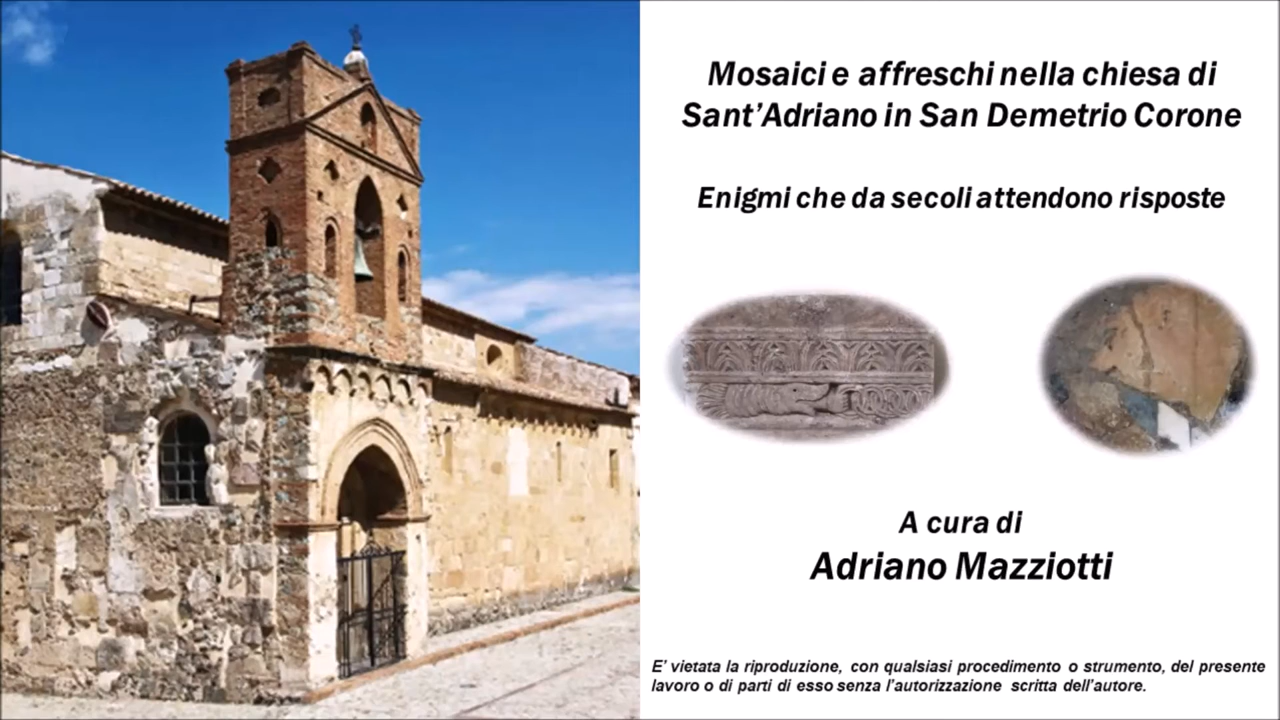 Mosaici e affreschi nella chiesa di
Sant'Adriano in San Demetrio Corone
Enigmi che da secoli attendono risposte
A cura di
Adriano Mazziotti
E' vietata la riproduzione, con qualsiasi procedimento o strumento, del presente
lavoro o di parti di esso senza l'autorizzazione scritta dell'autore.